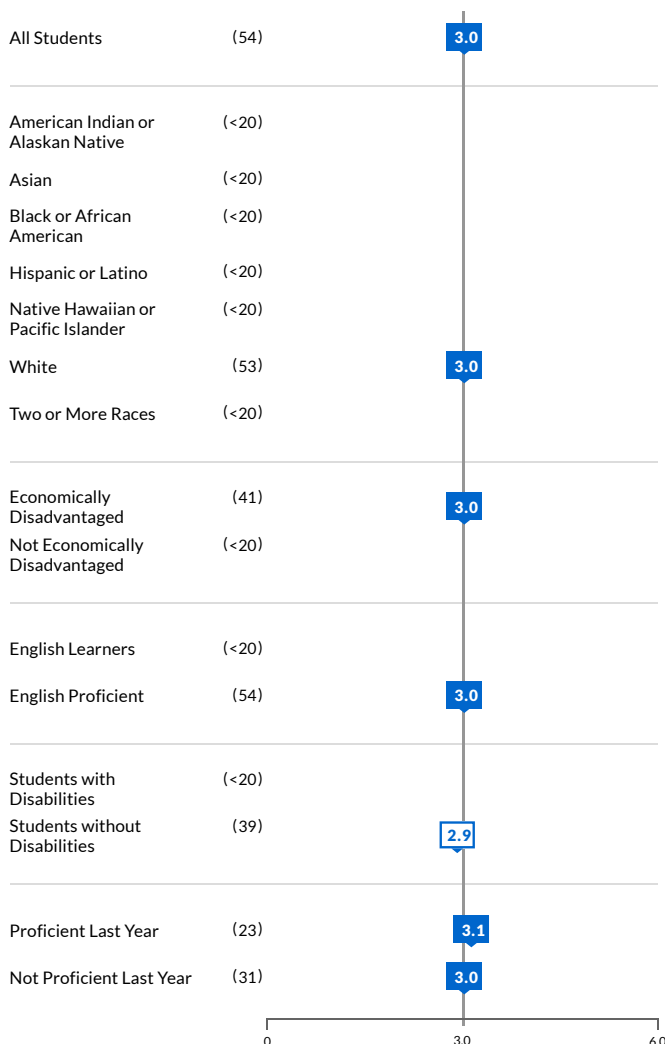 All Students (54) 3.0
American Indian or (<20)
Alaskan Native
Asian (<20)
Black or African (<20)
American
Hispanic or Latino (<20)
Native Hawaiian or (<20)
Pacific Islander
White (53) 3.0
Two or More Races (<20)
Economically (41) 3.0
Disadvantaged
Not Economically (<20)
Disadvantaged
English Learners (<20)
English Proficient (54) 3.0
Students with (<20)
Disabilities
Students without (39) 2.9
Disabilities
Proficient Last Year (23) 3.1
Not Proficient Last Year (31) 3.0
0 3.0 6.0